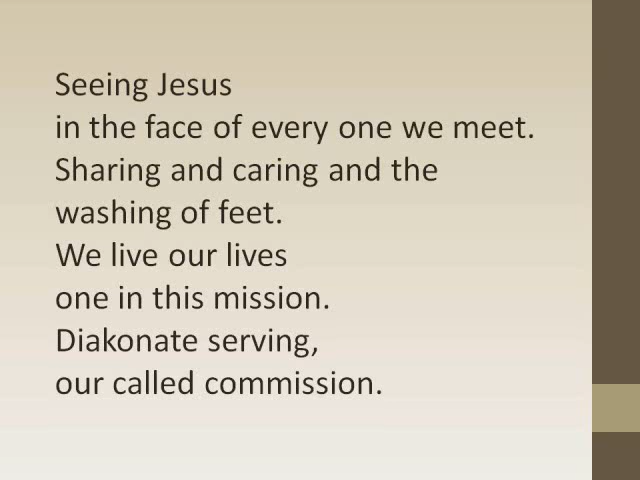 Seeing Jesus
in the face of every one we meet.
Sharing and caring and the
washing of feet.
We live our lives
one in this mission.
Diakonate serving,
our called commission.